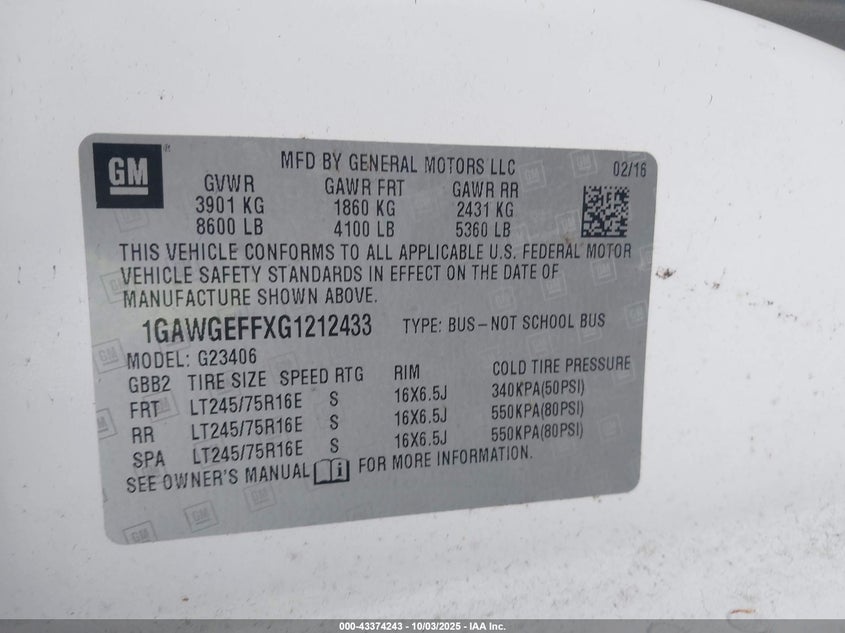 GM
MFD BY GENERAL MOTORS LLC 02/16
GVWR GAWR FRT GAWR RR
3901 KG 1860 KG 2431 KG
8600 LB 4100 LB 5360 LB
THIS VEHICLE CONFORMS TO ALL APPLICABLE U.S. FEDERAL MOTOR
VEHICLE SAFETY STANDARDS IN EFFECT ON THE DATE OF
MANUFACTURE SHOWN ABOVE.
1GAWGEFFXG1212433 TYPE: BUS – NOT SCHOOL BUS
MODEL: G23406
GBB2 TIRE SIZE SPEED RTG RIM COLD TIRE PRESSURE
FRT LT245/75R16E S 16X6.5J 340KPA(50PSI)
RR LT245/75R16E S 16X6.5J 550KPA(80PSI)
SPA LT245/75R16E S 16X6.5J 550KPA(80PSI)
SEE OWNER'S MANUAL FOR MORE INFORMATION.
000-43374243 - 10/03/2025 - IAA Inc.